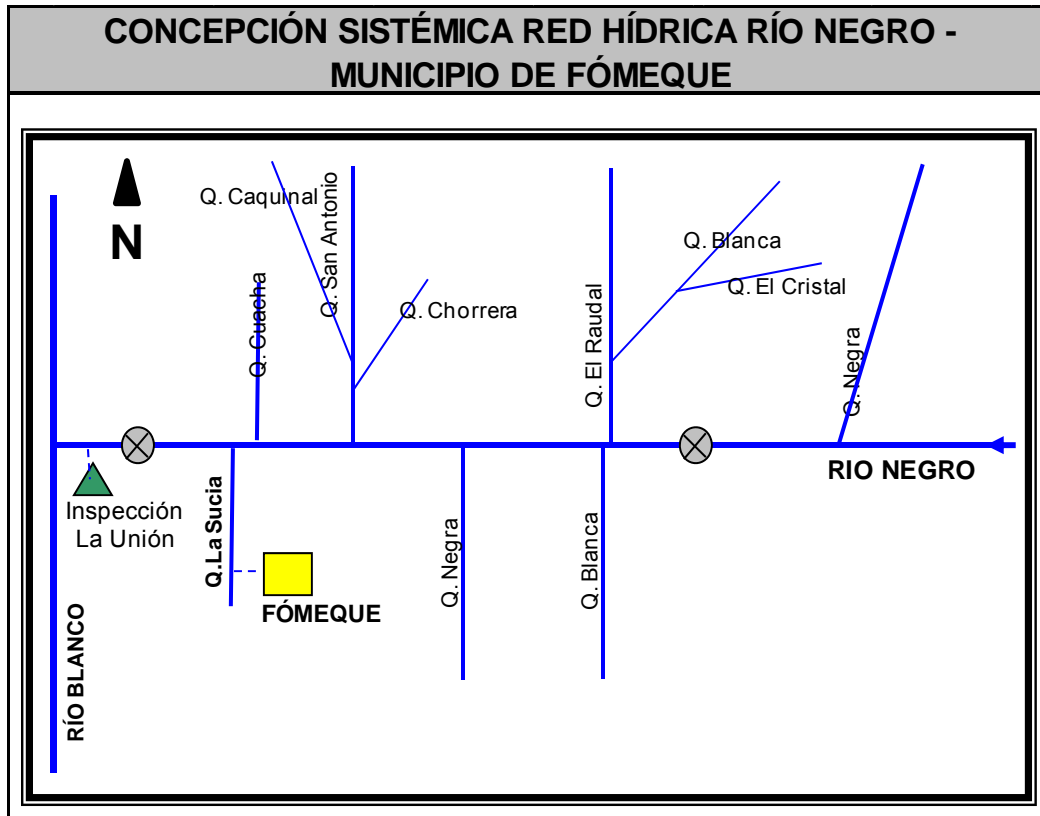 CONCEPCIÓN SISTÉMICA RED HÍDRICA RÍO NEGRO -
MUNICIPIO DE FÓMEQUE
N
Q. Caquinal
Q. San Antonio
Q. Cuacha
Q. Chorrera
Q. El Raudal
Q. Blanca
Q. El Cristal
Q. Negra
RIO NEGRO
Inspección
La Unión
Q.La Sucia
FÓMEQUE
Q. Negra
Q. Blanca
RÍO BLANCO